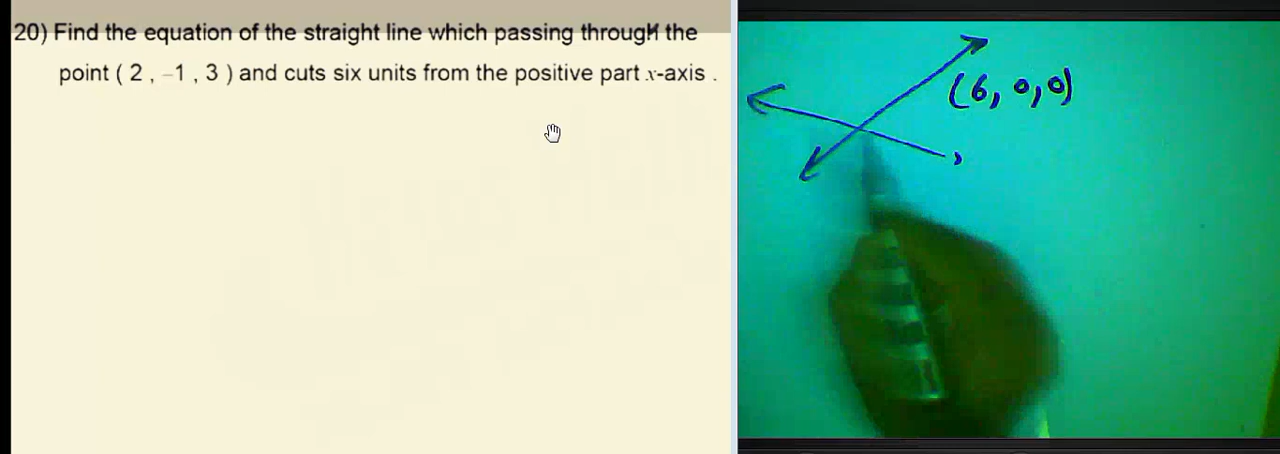 20) Find the equation of the straight line which passing through the
point ( 2 , –1 , 3 ) and cuts six units from the positive part x-axis .
(6, 0, 0)